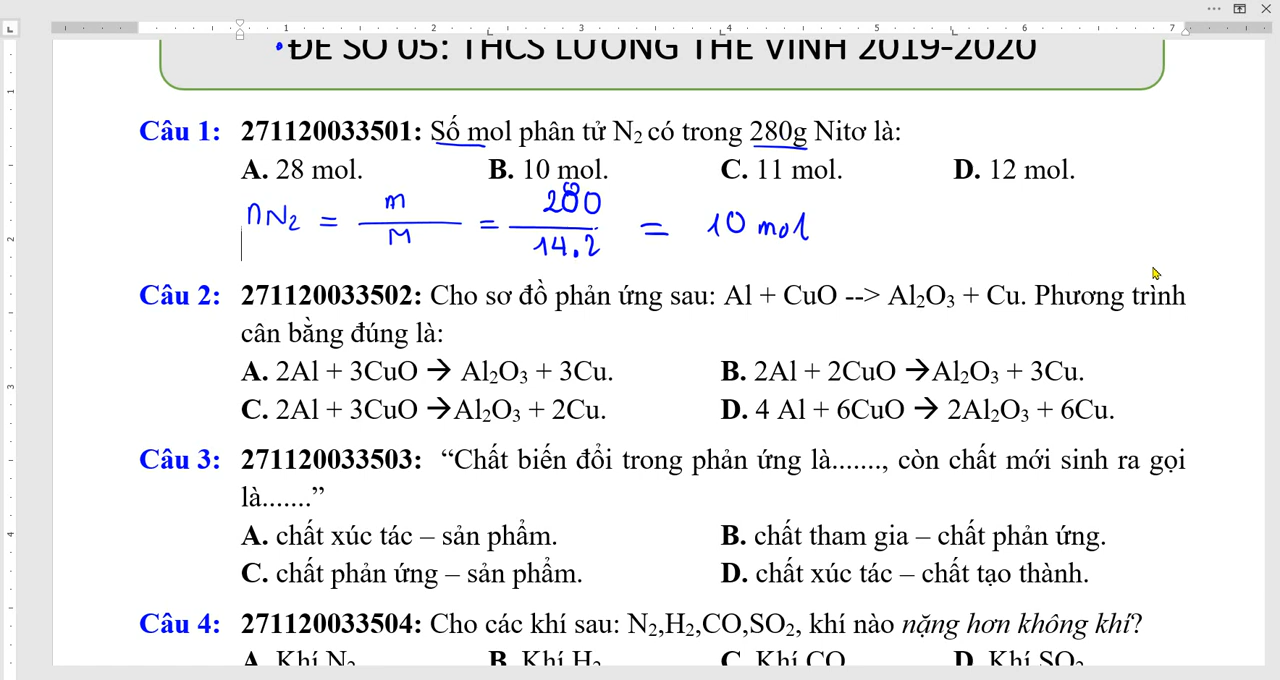 ĐỀ SỐ 05: THCS LƯƠNG THẾ VINH 2019-2020
Câu 1: 271120033501: Số mol phân tử N₂ có trong 280g Nitơ là:
A. 28 mol. B. 10 mol. C. 11 mol. D. 12 mol.
nN₂ = m/M = 280/14.2 = 10 mol
Câu 2: 271120033502: Cho sơ đồ phản ứng sau: Al + CuO --> Al₂O₃ + Cu. Phương trình
cân bằng đúng là:
A. 2Al + 3CuO → Al₂O₃ + 3Cu. B. 2Al + 2CuO →Al₂O₃ + 3Cu.
C. 2Al + 3CuO →Al₂O₃ + 2Cu. D. 4 Al + 6CuO → 2Al₂O₃ + 6Cu.
Câu 3: 271120033503: “Chất biến đổi trong phản ứng là......., còn chất mới sinh ra gọi
là.......”
A. chất xúc tác – sản phẩm. B. chất tham gia – chất phản ứng.
C. chất phản ứng – sản phẩm. D. chất xúc tác – chất tạo thành.
Câu 4: 271120033504: Cho các khí sau: N₂,H₂,CO,SO₂, khí nào nặng hơn không khí?
A. Khí N₂ B. Khí H₂ C. Khí CO D. Khí SO₂